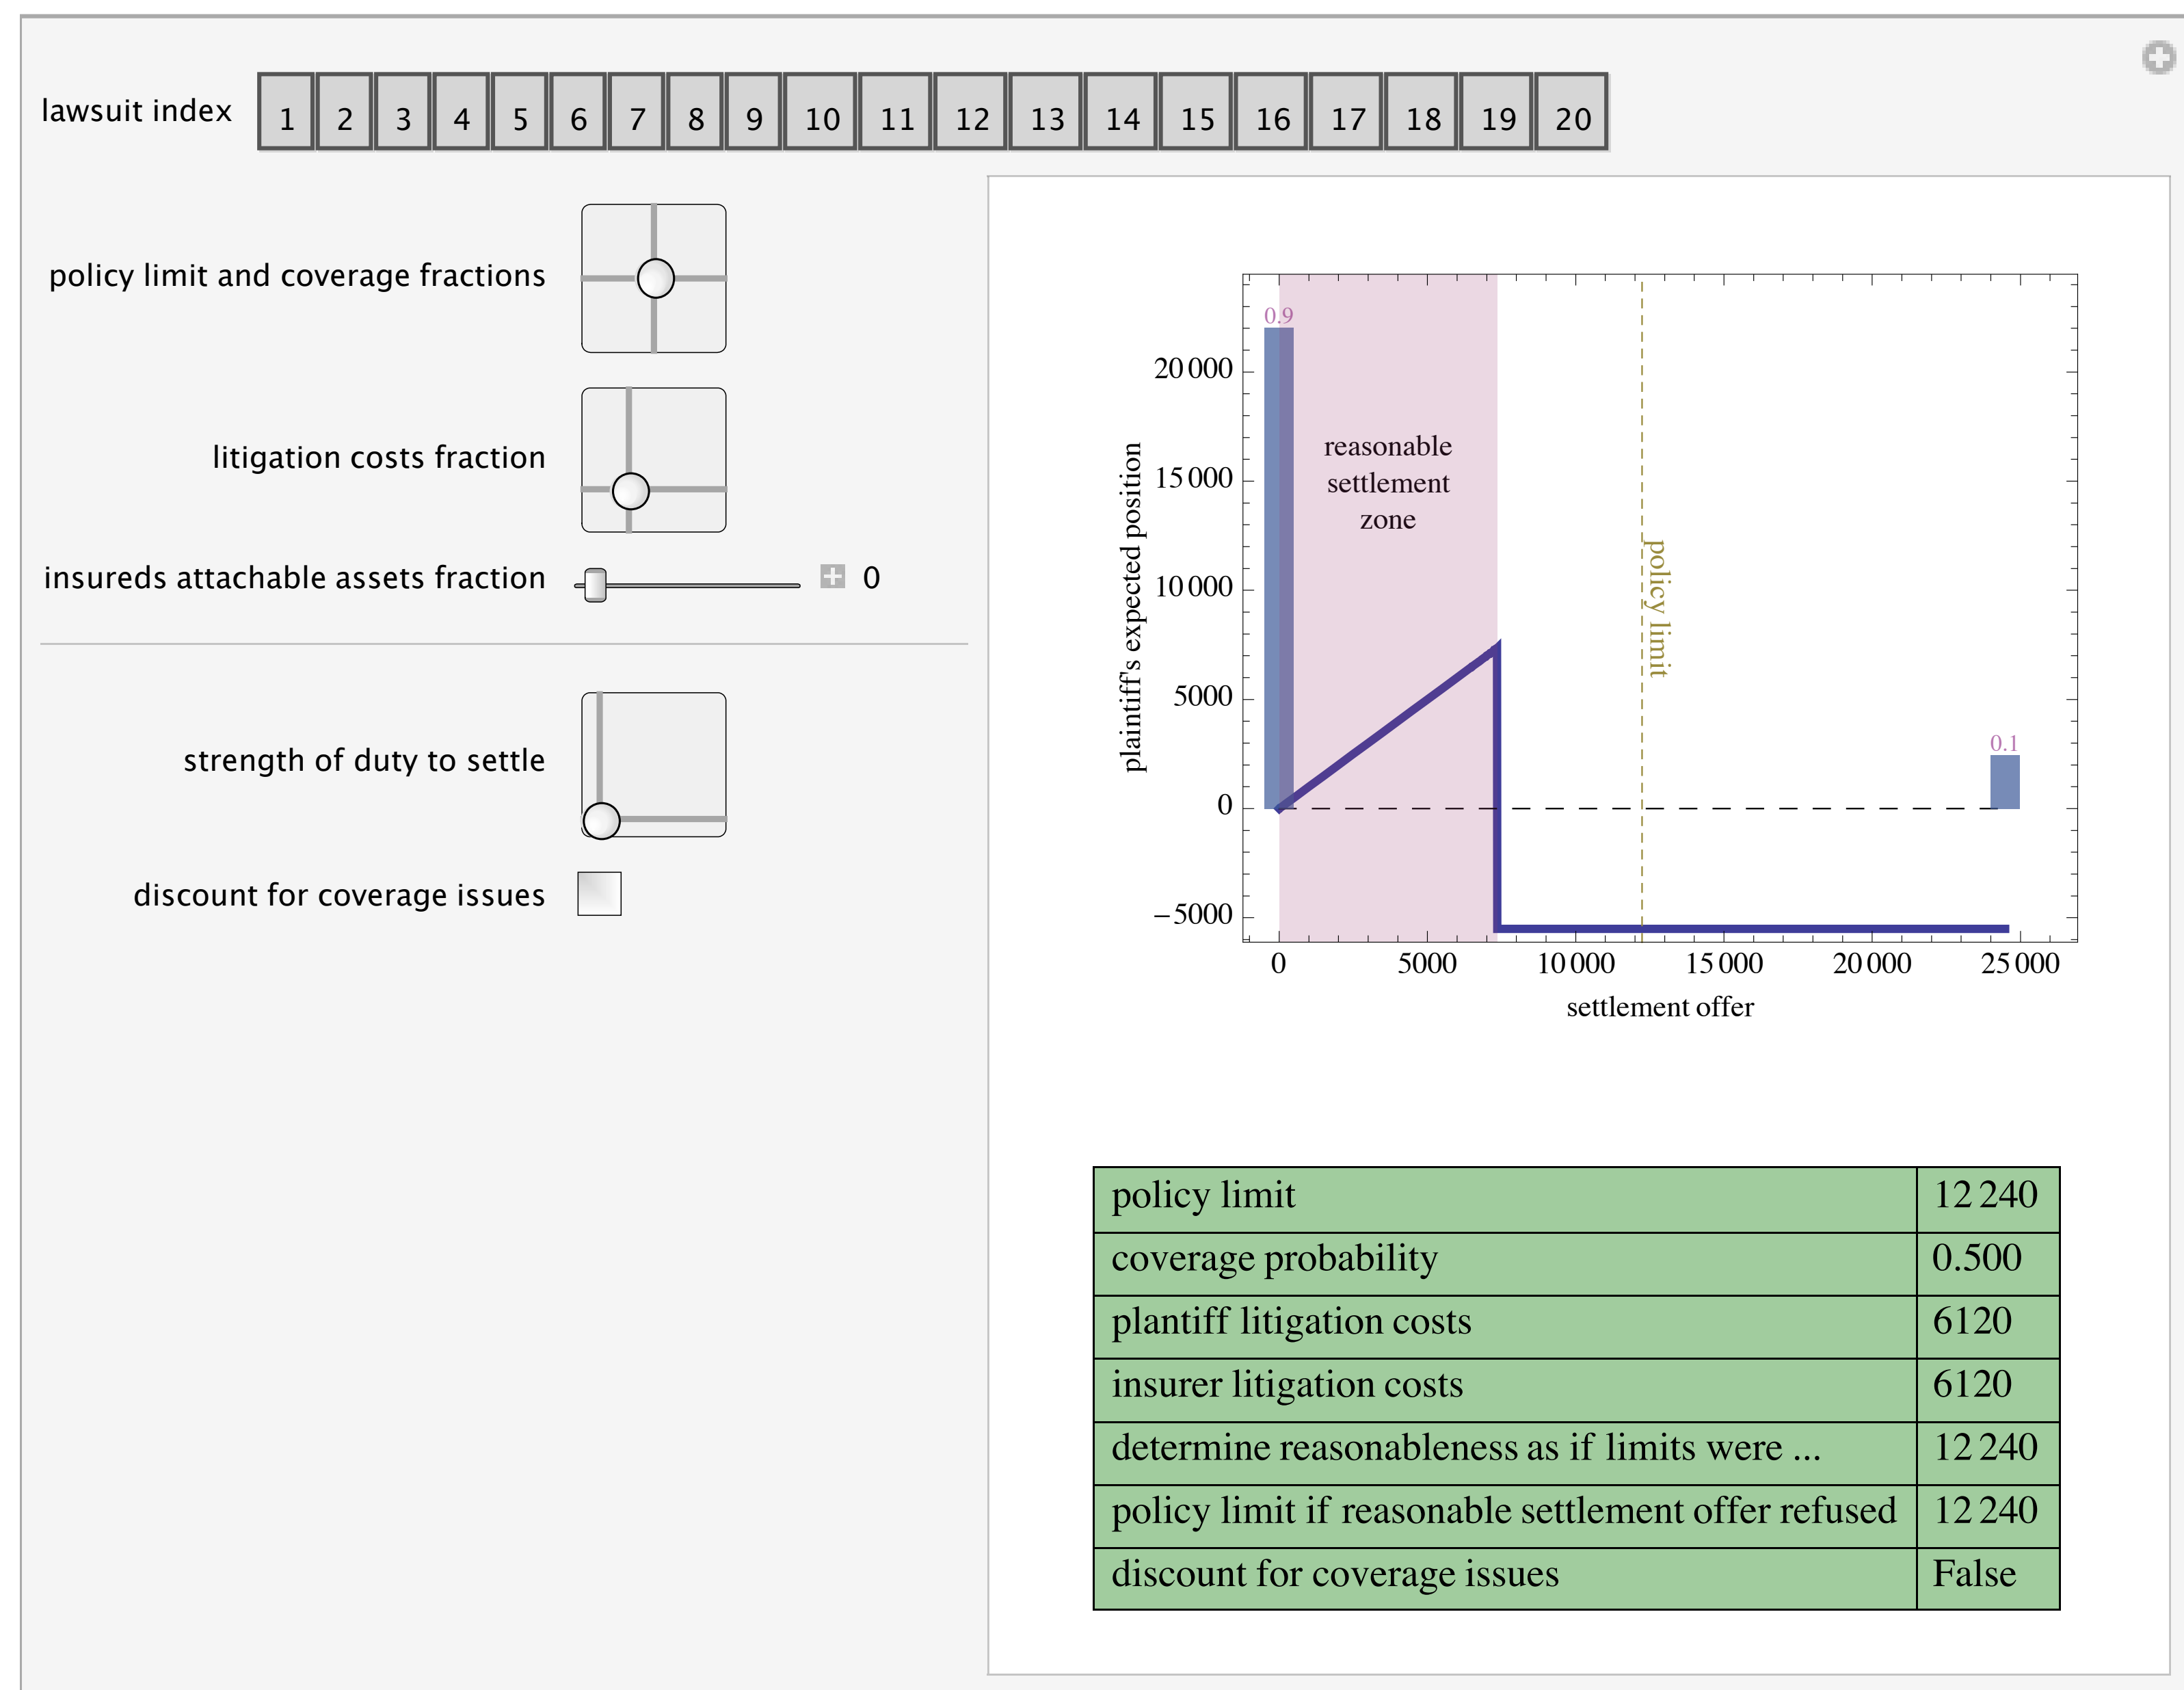 lawsuit index 1 2 3 4 5 6 7 8 9 10 11 12 13 14 15 16 17 18 19 20
policy limit and coverage fractions
litigation costs fraction
insureds attachable assets fraction 0
strength of duty to settle
discount for coverage issues
plaintiff's expected position
20 000
15 000
10 000
5000
0
−5000
0.9
reasonable
settlement
zone
policy limit
0.1
0 5000 10 000 15 000 20 000 25 000
settlement offer
policy limit 12 240
coverage probability 0.500
plantiff litigation costs 6120
insurer litigation costs 6120
determine reasonableness as if limits were ... 12 240
policy limit if reasonable settlement offer refused 12 240
discount for coverage issues False